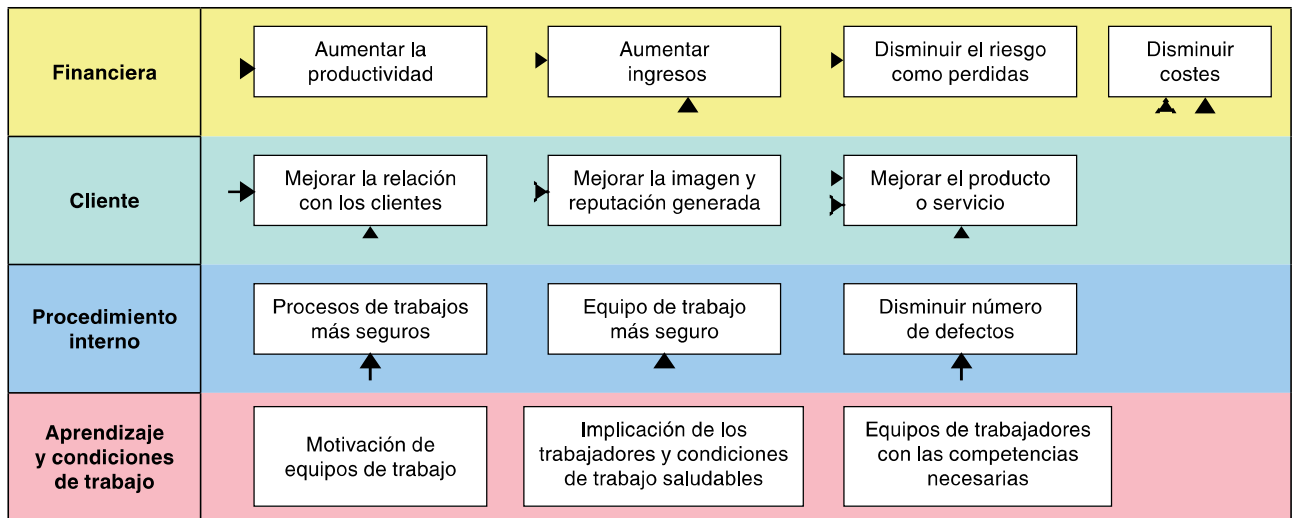 Financiera
Aumentar la
productividad
Aumentar
ingresos
Disminuir el riesgo
como perdidas
Disminuir
costes
Cliente
Mejorar la relación
con los clientes
Mejorar la imagen y
reputación generada
Mejorar el producto
o servicio
Procedimiento
interno
Procesos de trabajos
más seguros
Equipo de trabajo
más seguro
Disminuir número
de defectos
Aprendizaje
y condiciones
de trabajo
Motivación de
equipos de trabajo
Implicación de los
trabajadores y condiciones
de trabajo saludables
Equipos de trabajadores
con las competencias
necesarias